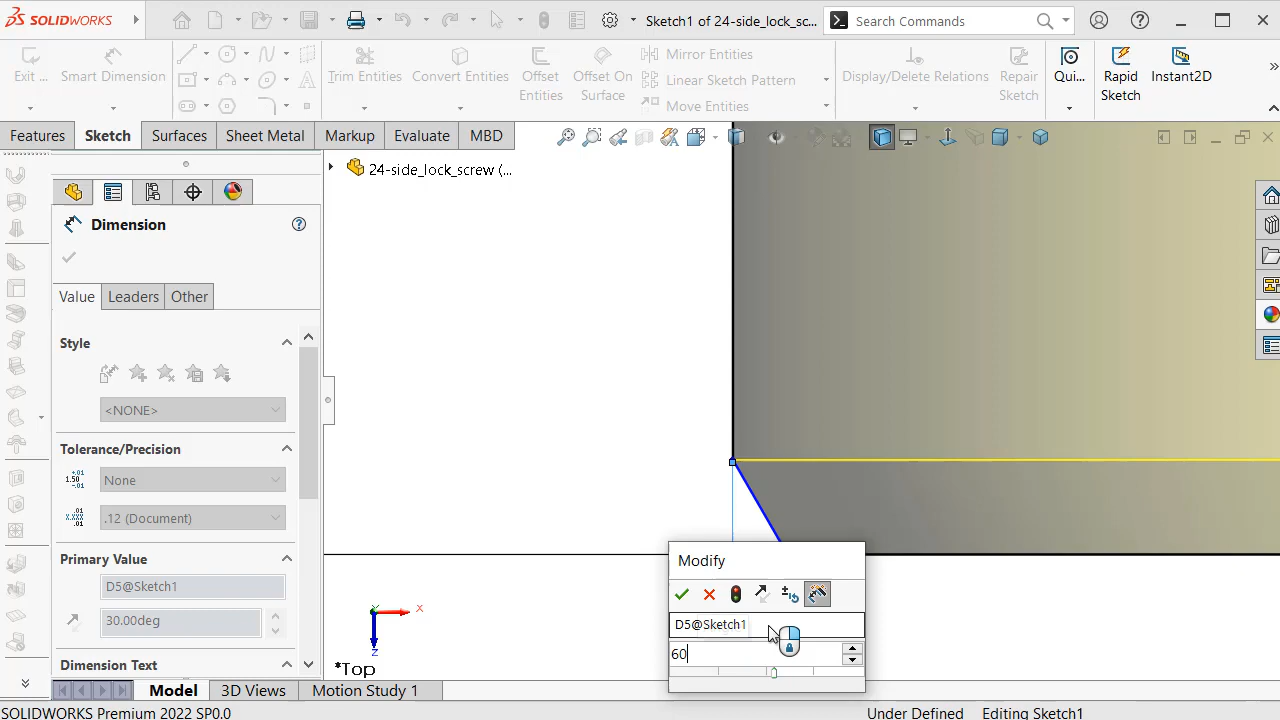 SOLIDWORKS
Sketch1 of 24-side_lock_sc...
Search Commands
Exit ...
Smart Dimension
Trim Entities
Convert Entities
Offset Entities
Offset On Surface
Mirror Entities
Linear Sketch Pattern
Move Entities
Display/Delete Relations
Repair Sketch
Qui...
Rapid Sketch
Instant2D
Features
Sketch
Surfaces
Sheet Metal
Markup
Evaluate
MBD
24-side_lock_screw (...
Dimension
Value
Leaders
Other
Style
<NONE>
Tolerance/Precision
None
.12 (Document)
Primary Value
D5@Sketch1
30.00deg
Dimension Text
Modify
D5@Sketch1
60
X
Y
Z
*Top
Model
3D Views
Motion Study 1
SOLIDWORKS Premium 2022 SP0.0
Under Defined
Editing Sketch1